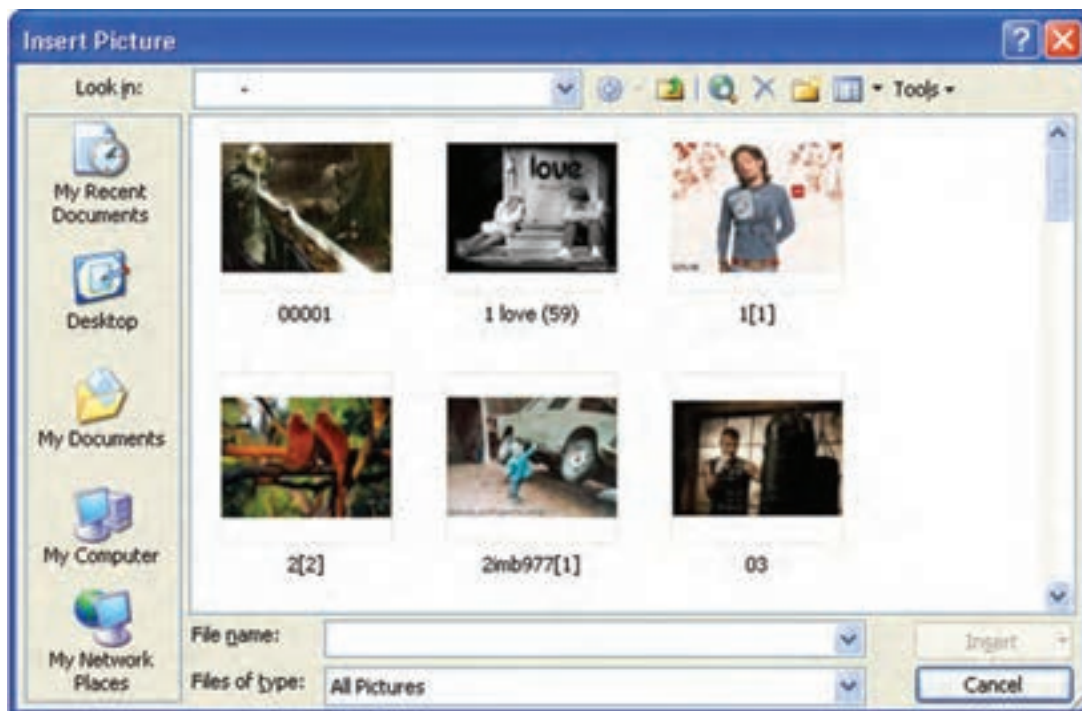 Insert Picture
Look in:
Tools
My Recent
Documents
Desktop
My Documents
My Computer
My Network
Places
love
00001
1 love (59)
1[1]
2[2]
2imb977[1]
03
File name:
Insert
Files of type:
All Pictures
Cancel